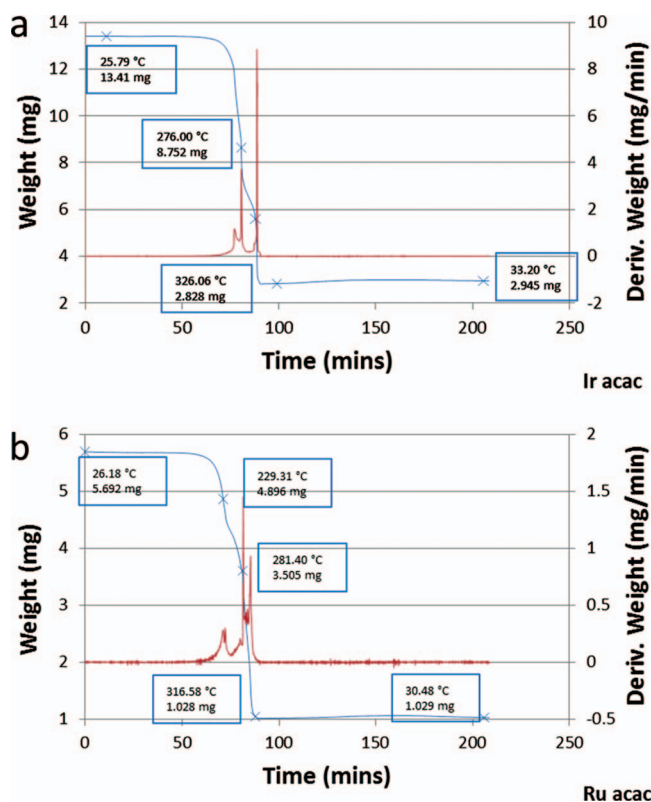 a
14
12
10
8
6
4
2
Weight (mg)
25.79 °C
13.41 mg
276.00 °C
8.752 mg
326.06 °C
2.828 mg
33.20 °C
2.945 mg
10
8
6
4
2
0
-2
Deriv. Weight (mg/min)
0
50
100
150
200
250
Time (mins)
Ir acac
b
6
5
4
3
2
1
Weight (mg)
26.18 °C
5.692 mg
229.31 °C
4.896 mg
281.40 °C
3.505 mg
316.58 °C
1.028 mg
30.48 °C
1.029 mg
2
1.5
1
0.5
0
-0.5
Deriv. Weight (mg/min)
0
50
100
150
200
250
Time (mins)
Ru acac